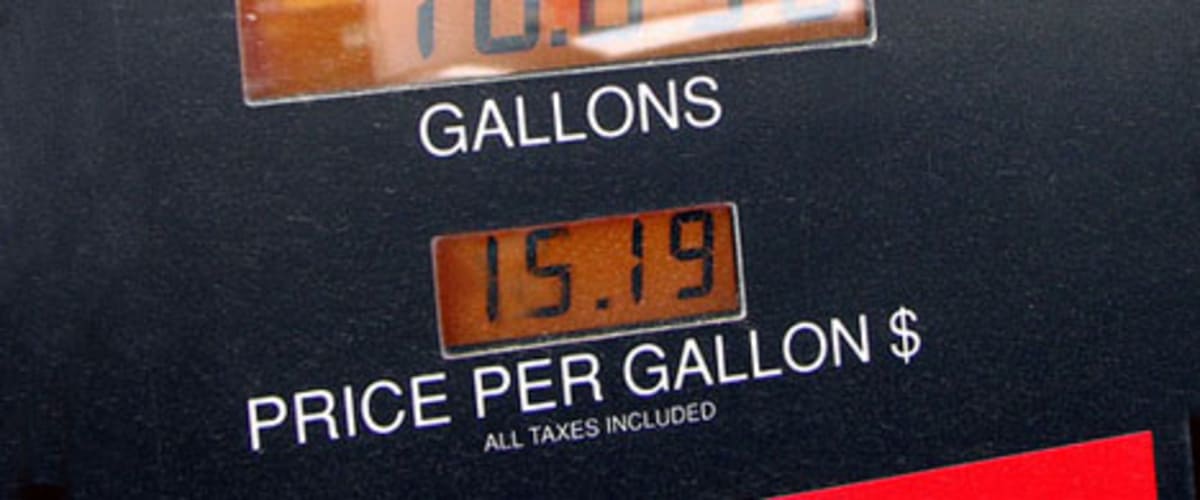 GALLONS
15.19
PRICE PER GALLON $
ALL TAXES INCLUDED